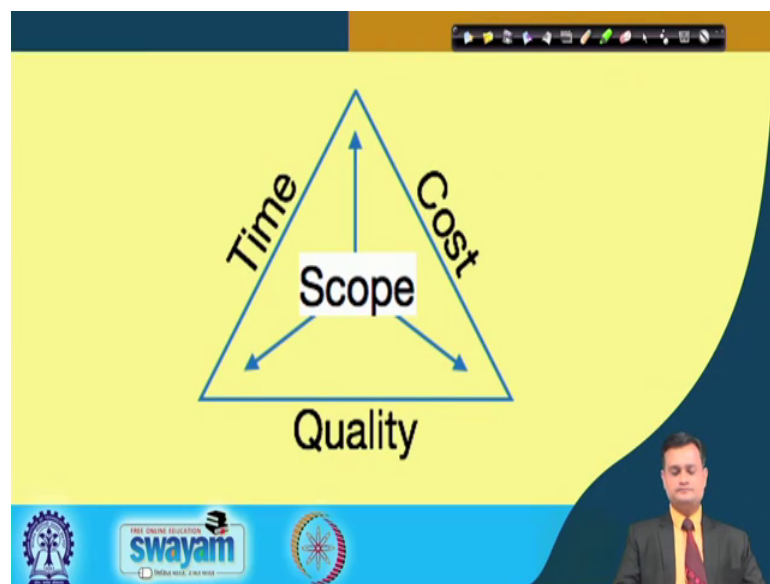 Time
Cost
Scope
Quality
FREE ONLINE EDUCATION
swayam